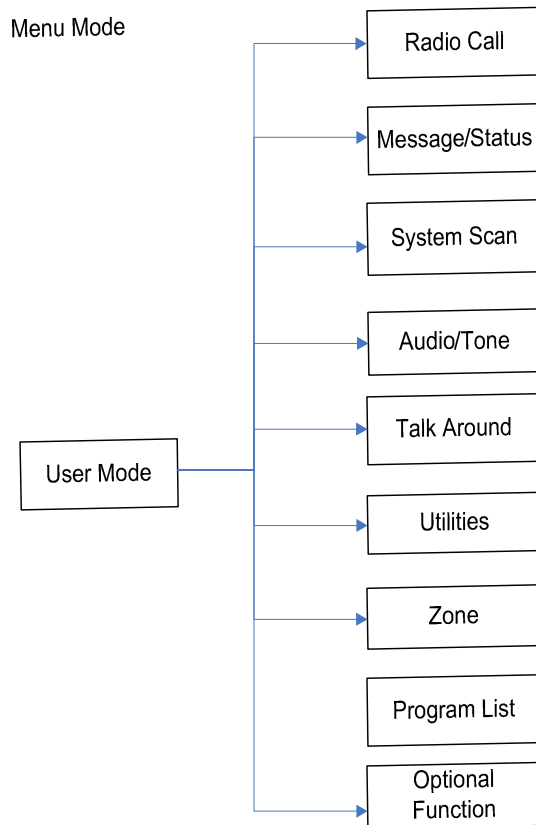 Menu Mode
Radio Call
Message/Status
System Scan
Audio/Tone
Talk Around
User Mode
Utilities
Zone
Program List
Optional
Function